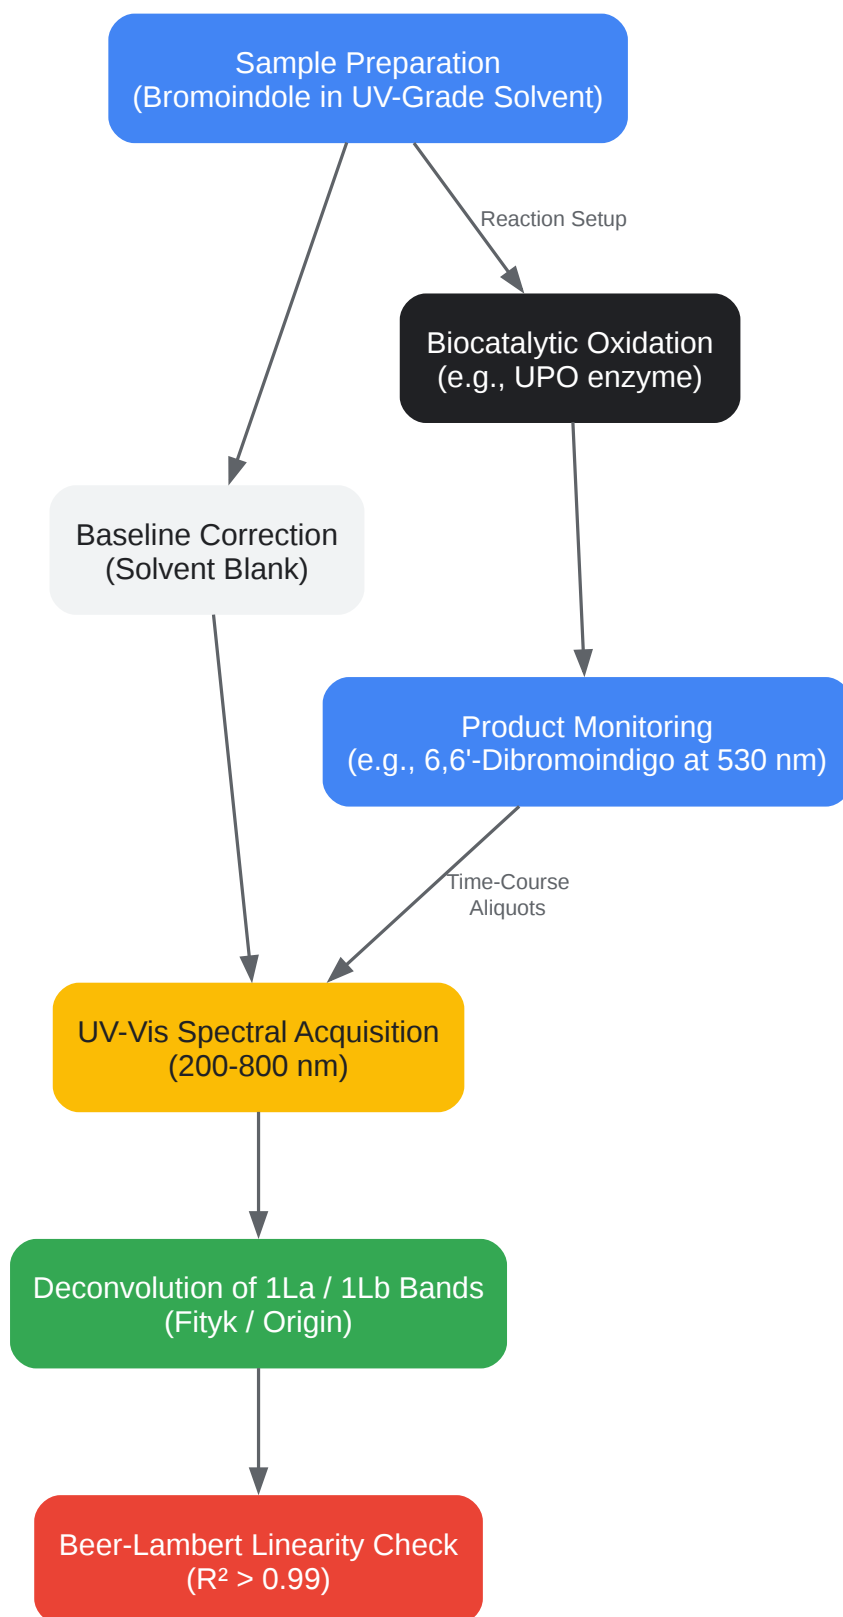 Sample Preparation
(Bromoindole in UV-Grade Solvent)
Reaction Setup
Biocatalytic Oxidation
(e.g., UPO enzyme)
Baseline Correction
(Solvent Blank)
Product Monitoring
(e.g., 6,6'-Dibromoindigo at 530 nm)
Time-Course
Aliquots
UV-Vis Spectral Acquisition
(200-800 nm)
Deconvolution of 1La / 1Lb Bands
(Fityk / Origin)
Beer-Lambert Linearity Check
(R² > 0.99)